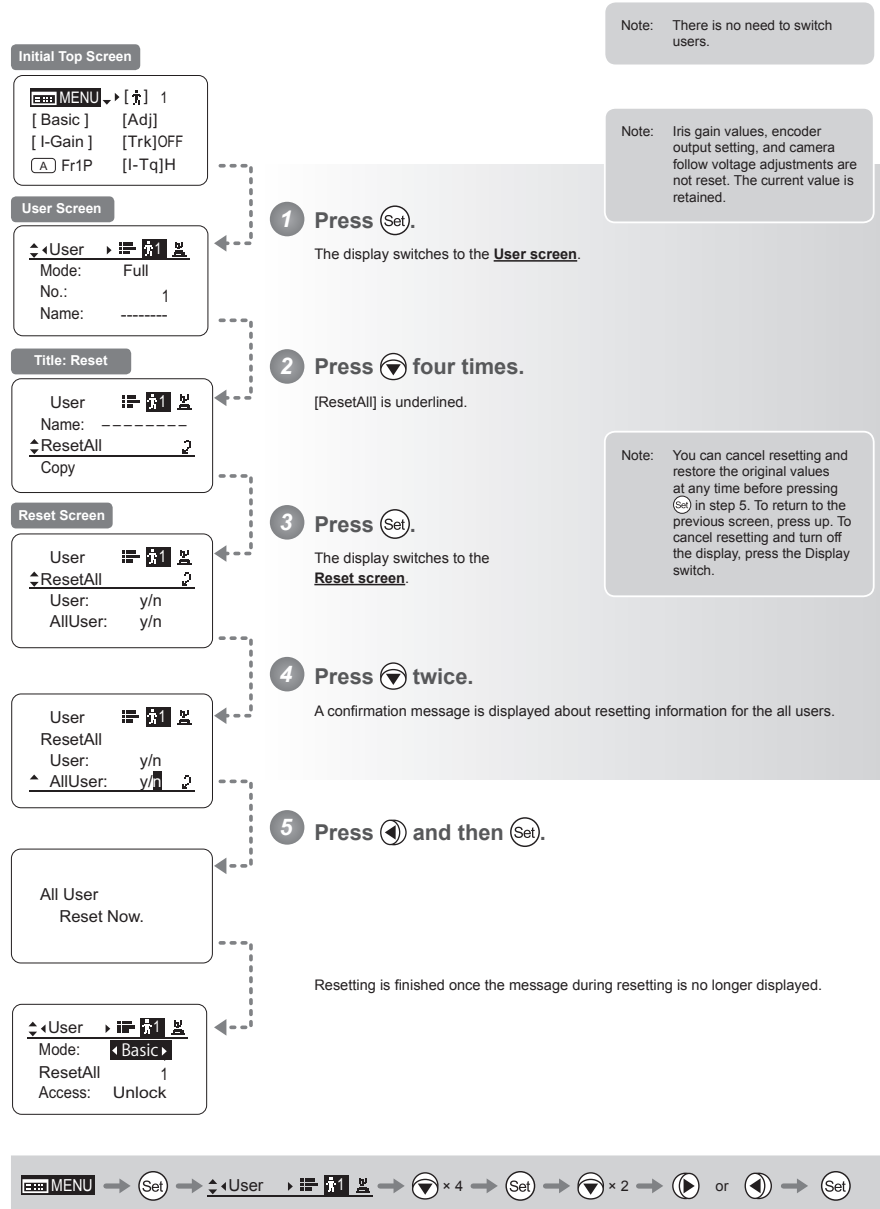 Note: There is no need to switch
users.
Initial Top Screen
MENU [ ] 1
[ Basic ] [Adj]
[ I-Gain ] [Trk]OFF
A Fr1P [I-Tq]H
Note: Iris gain values, encoder
output setting, and camera
follow voltage adjustments are
not reset. The current value is
retained.
User Screen
User 1
Mode: Full
No.: 1
Name: --------
1 Press Set.
The display switches to the User screen.
Title: Reset
User 1
Name: --------
ResetAll
Copy
2 Press four times.
[ResetAll] is underlined.
Note: You can cancel resetting and
restore the original values
at any time before pressing
Set in step 5. To return to the
previous screen, press up. To
cancel resetting and turn off
the display, press the Display
switch.
Reset Screen
User 1
ResetAll
User: y/n
AllUser: y/n
3 Press Set.
The display switches to the
Reset screen.
4 Press twice.
A confirmation message is displayed about resetting information for the all users.
User 1
ResetAll
User: y/n
AllUser: y/n
5 Press and then Set.
All User
Reset Now.
Resetting is finished once the message during resetting is no longer displayed.
User 1
Mode: Basic
ResetAll 1
Access: Unlock
MENU Set User 1 × 4 Set × 2 or Set